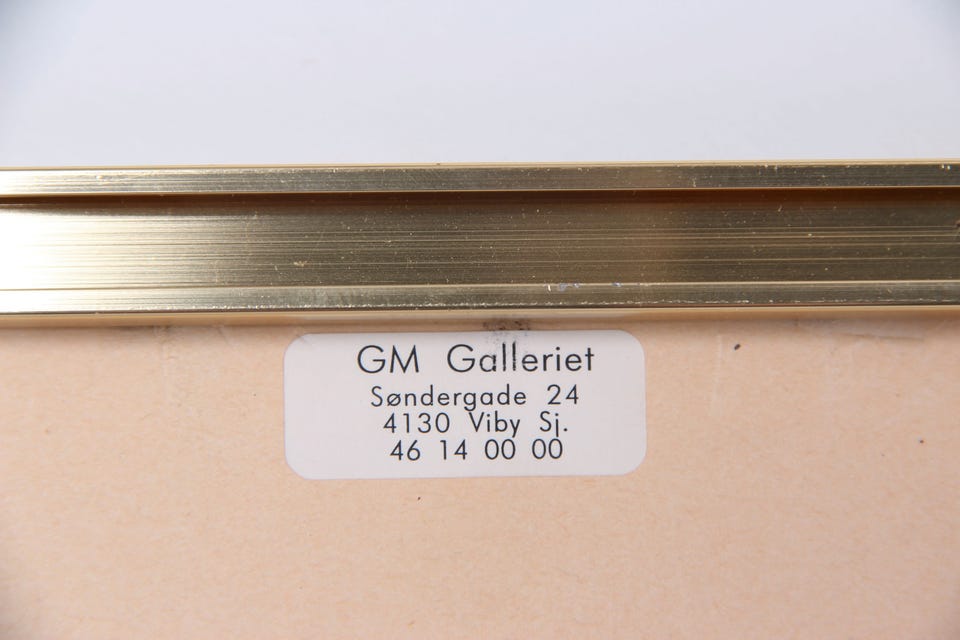 GM Galleriet
Søndergade 24
4130 Viby Sj.
46 14 00 00